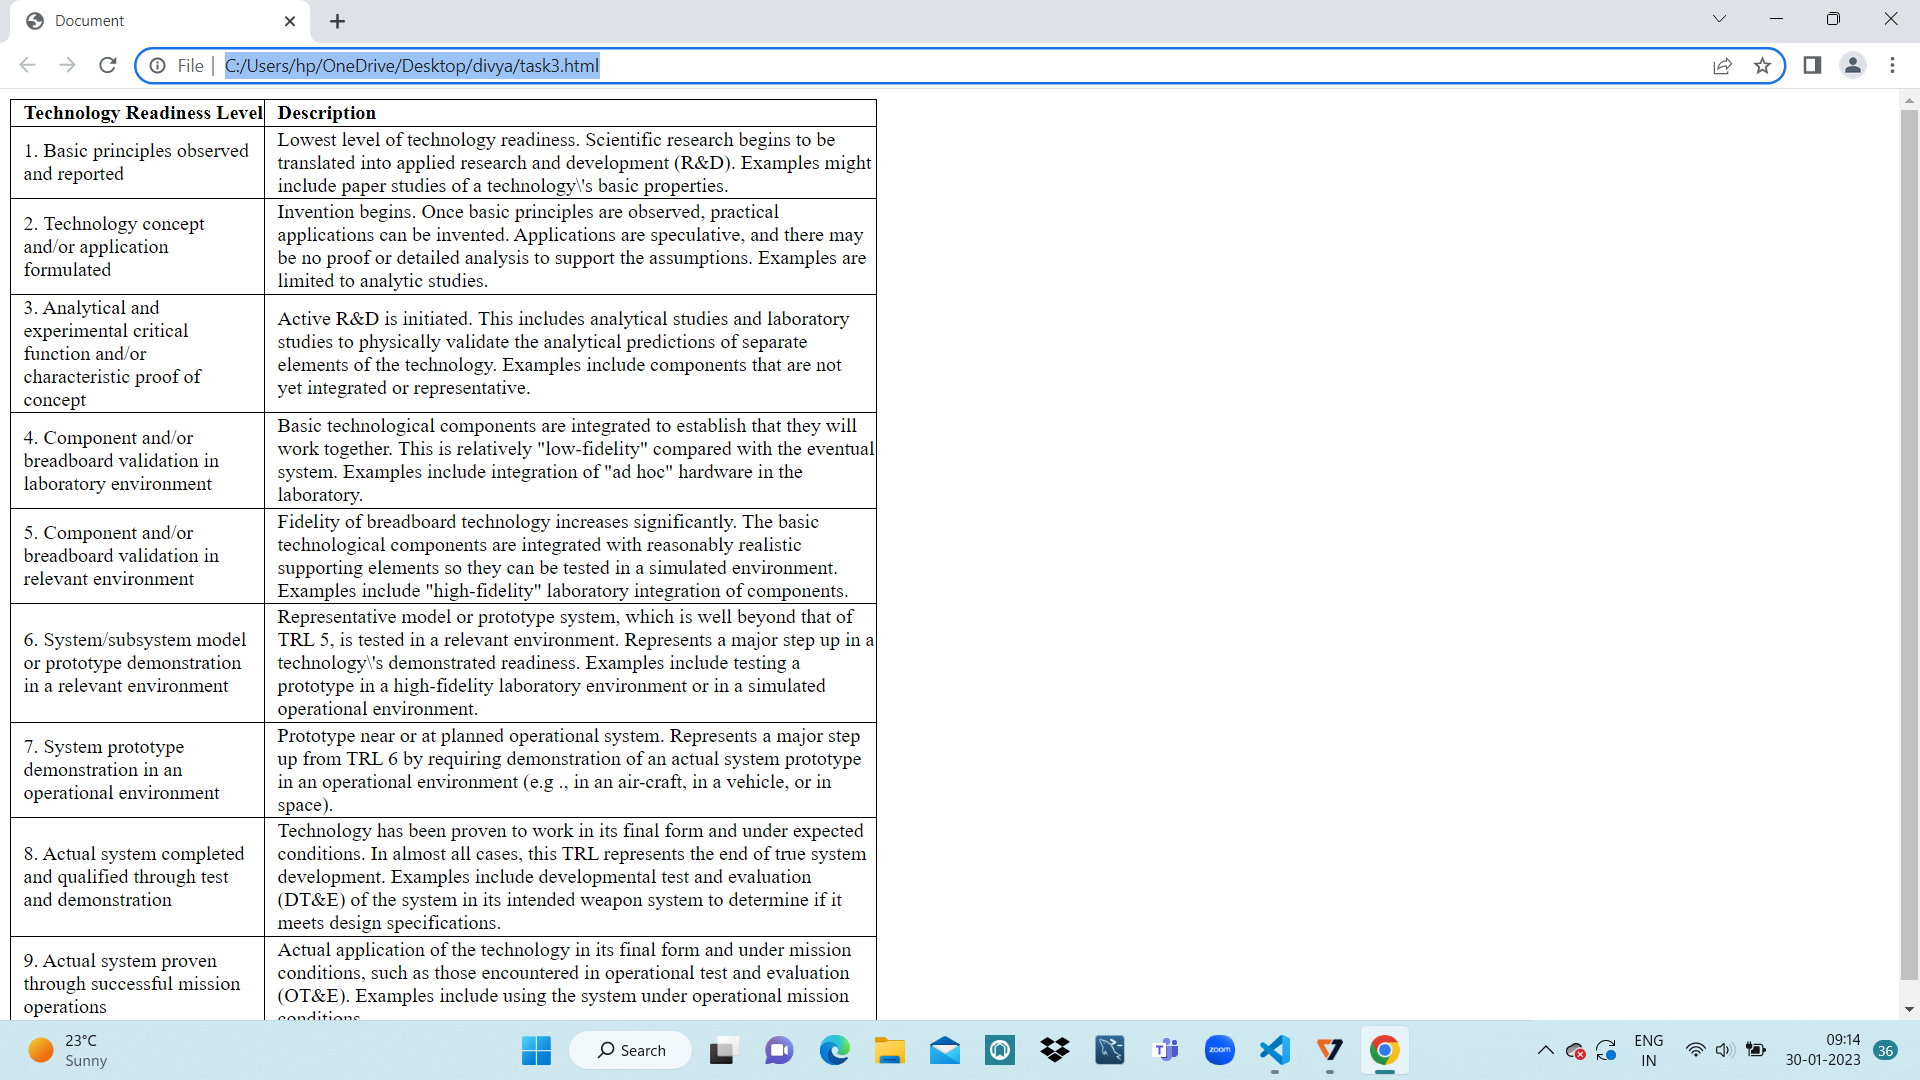 Document
File
C:/Users/hp/OneDrive/Desktop/divya/task3.html
Technology Readiness Level
Description
1. Basic principles observed
and reported
Lowest level of technology readiness. Scientific research begins to be
translated into applied research and development (R&D). Examples might
include paper studies of a technology\'s basic properties.
2. Technology concept
and/or application
formulated
Invention begins. Once basic principles are observed, practical
applications can be invented. Applications are speculative, and there may
be no proof or detailed analysis to support the assumptions. Examples are
limited to analytic studies.
3. Analytical and
experimental critical
function and/or
characteristic proof of
concept
Active R&D is initiated. This includes analytical studies and laboratory
studies to physically validate the analytical predictions of separate
elements of the technology. Examples include components that are not
yet integrated or representative.
4. Component and/or
breadboard validation in
laboratory environment
Basic technological components are integrated to establish that they will
work together. This is relatively "low-fidelity" compared with the eventual
system. Examples include integration of "ad hoc" hardware in the
laboratory.
5. Component and/or
breadboard validation in
relevant environment
Fidelity of breadboard technology increases significantly. The basic
technological components are integrated with reasonably realistic
supporting elements so they can be tested in a simulated environment.
Examples include "high-fidelity" laboratory integration of components.
6. System/subsystem model
or prototype demonstration
in a relevant environment
Representative model or prototype system, which is well beyond that of
TRL 5, is tested in a relevant environment. Represents a major step up in a
technology\'s demonstrated readiness. Examples include testing a
prototype in a high-fidelity laboratory environment or in a simulated
operational environment.
7. System prototype
demonstration in an
operational environment
Prototype near or at planned operational system. Represents a major step
up from TRL 6 by requiring demonstration of an actual system prototype
in an operational environment (e.g ., in an air-craft, in a vehicle, or in
space).
8. Actual system completed
and qualified through test
and demonstration
Technology has been proven to work in its final form and under expected
conditions. In almost all cases, this TRL represents the end of true system
development. Examples include developmental test and evaluation
(DT&E) of the system in its intended weapon system to determine if it
meets design specifications.
9. Actual system proven
through successful mission
operations
Actual application of the technology in its final form and under mission
conditions, such as those encountered in operational test and evaluation
(OT&E). Examples include using the system under operational mission
conditions
23°C
Sunny
Search
zoom
ENG
IN
09:14
30-01-2023
36